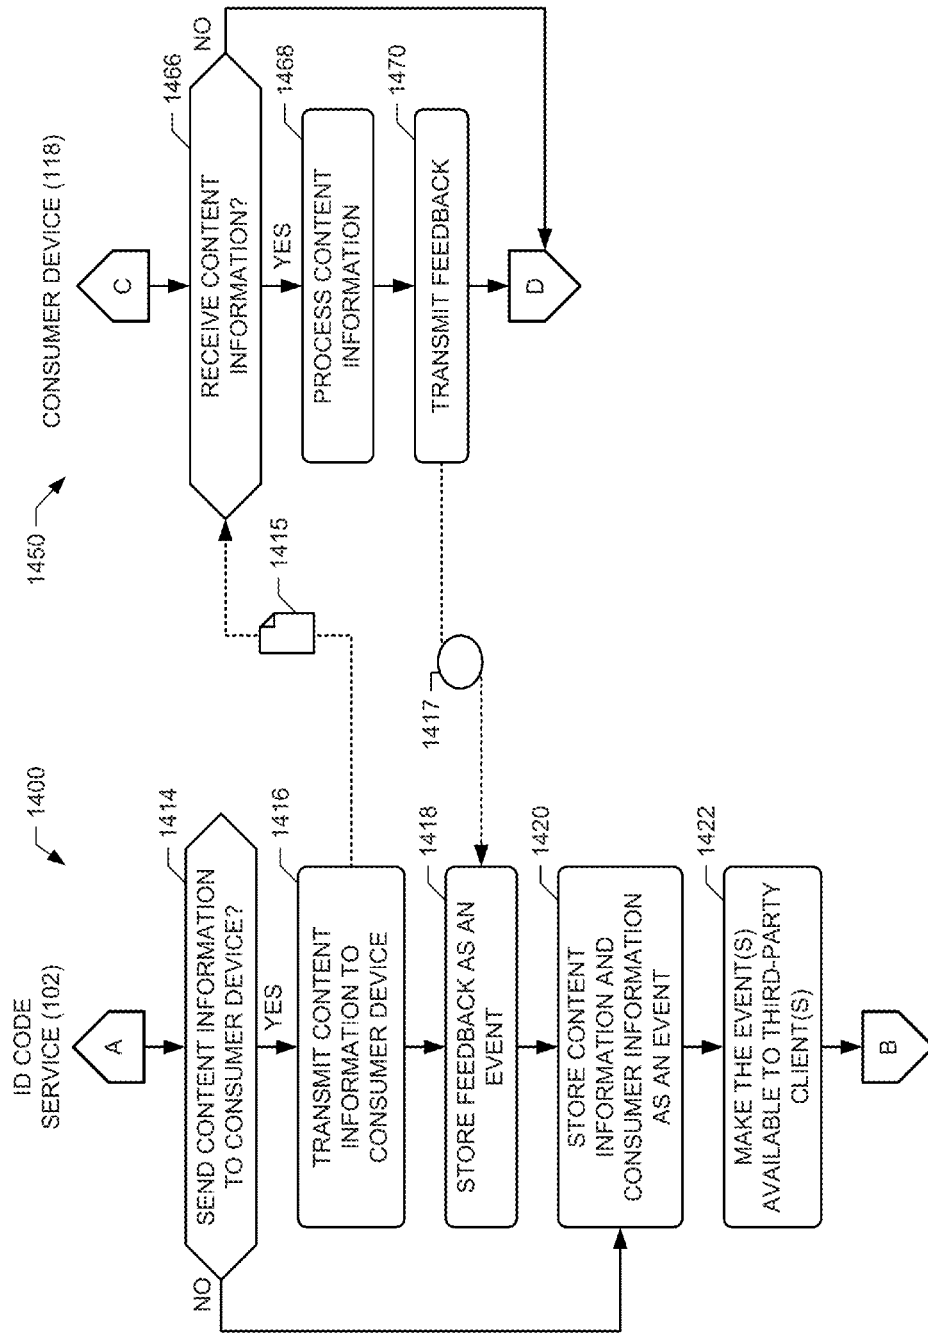 ID CODE
SERVICE (102)
1400
A
1414
SEND CONTENT INFORMATION
TO CONSUMER DEVICE?
NO
YES
1416
TRANSMIT CONTENT
INFORMATION TO
CONSUMER DEVICE
1418
STORE FEEDBACK AS AN
EVENT
1420
STORE CONTENT
INFORMATION AND
CONSUMER INFORMATION
AS AN EVENT
1422
MAKE THE EVENT(S)
AVAILABLE TO THIRD-PARTY
CLIENT(S)
B
1415
1417
1450
CONSUMER DEVICE (118)
C
1466
RECEIVE CONTENT
INFORMATION?
NO
YES
1468
PROCESS CONTENT
INFORMATION
1470
TRANSMIT FEEDBACK
D